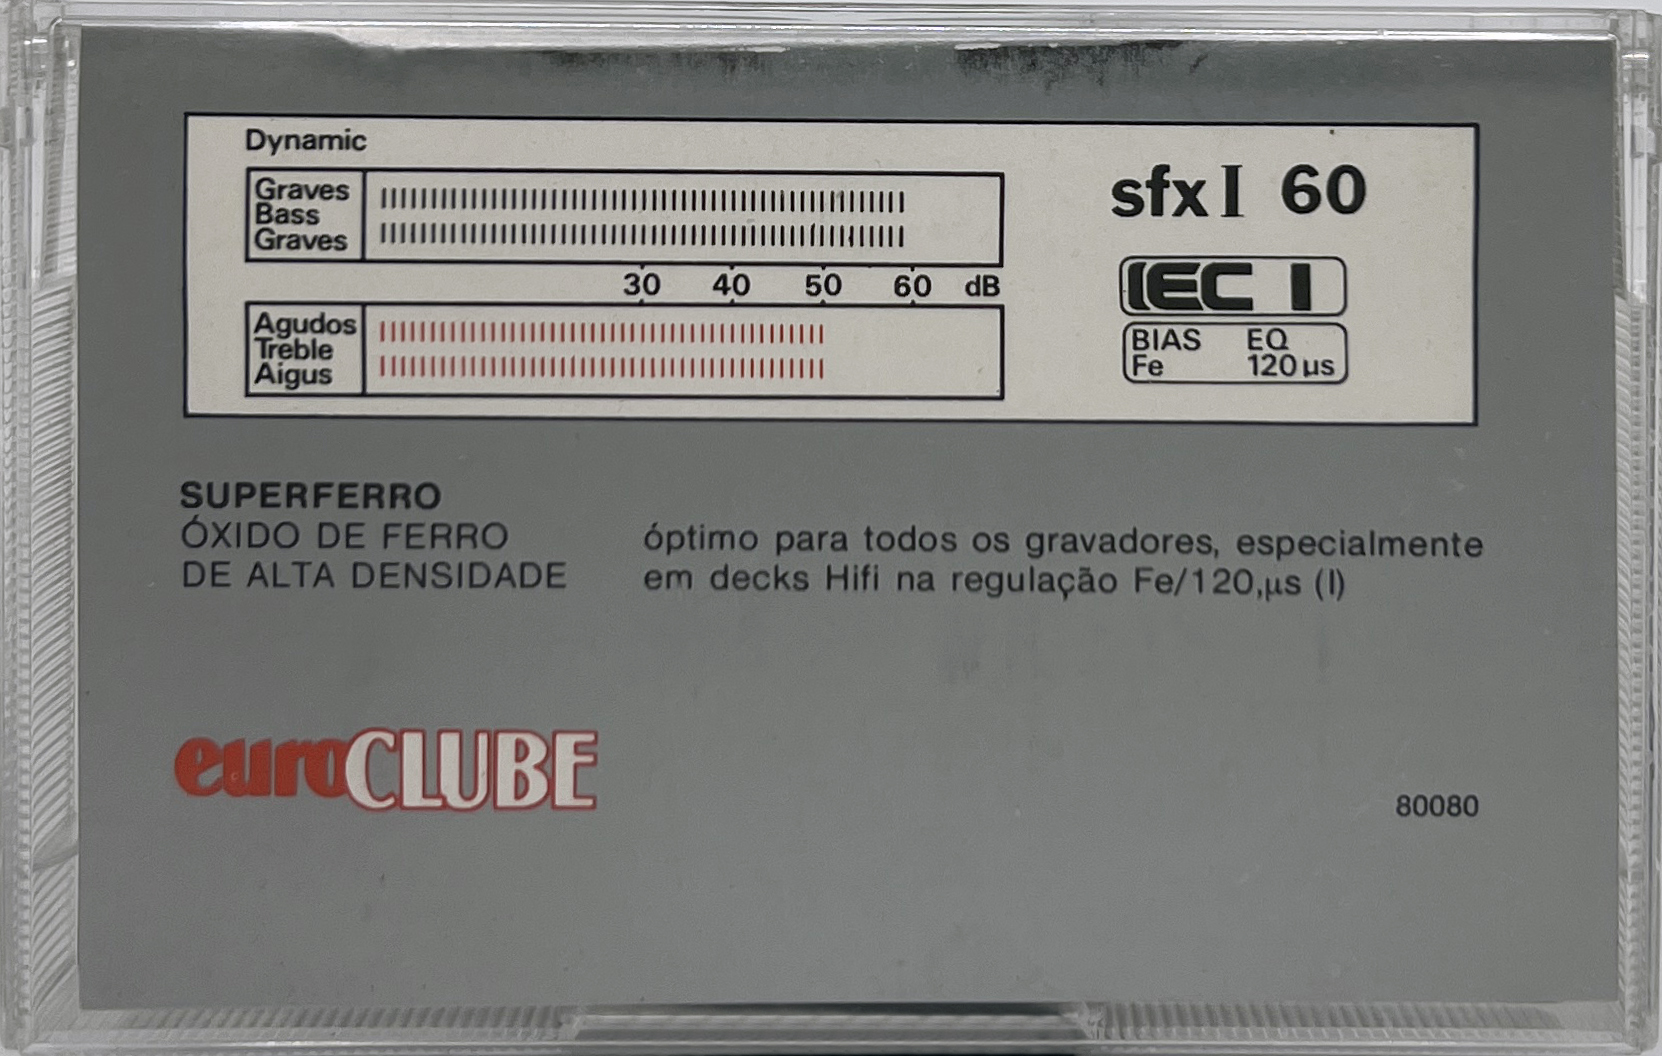 Dynamic
Graves
Bass
Graves
30 40 50 60 dB
Agudos
Treble
Aigus
sfx I 60
IEC I
BIAS EQ
Fe 120 µs
SUPERFERRO
ÓXIDO DE FERRO
DE ALTA DENSIDADE
óptimo para todos os gravadores, especialmente
em decks Hifi na regulação Fe/120,µs (I)
euroCLUBE
80080